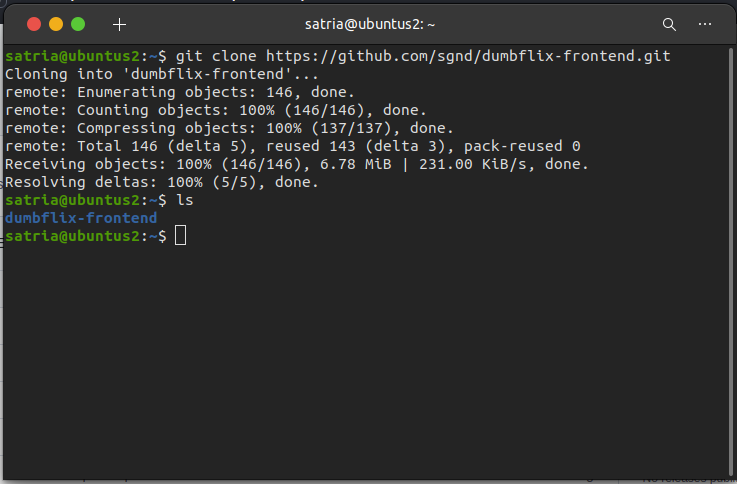 satria@ubuntus2: ~
satria@ubuntus2:~$ git clone https://github.com/sgnd/dumbflix-frontend.git
Cloning into 'dumbflix-frontend'...
remote: Enumerating objects: 146, done.
remote: Counting objects: 100% (146/146), done.
remote: Compressing objects: 100% (137/137), done.
remote: Total 146 (delta 5), reused 143 (delta 3), pack-reused 0
Receiving objects: 100% (146/146), 6.78 MiB | 231.00 KiB/s, done.
Resolving deltas: 100% (5/5), done.
satria@ubuntus2:~$ ls
dumbflix-frontend
satria@ubuntus2:~$
No releases